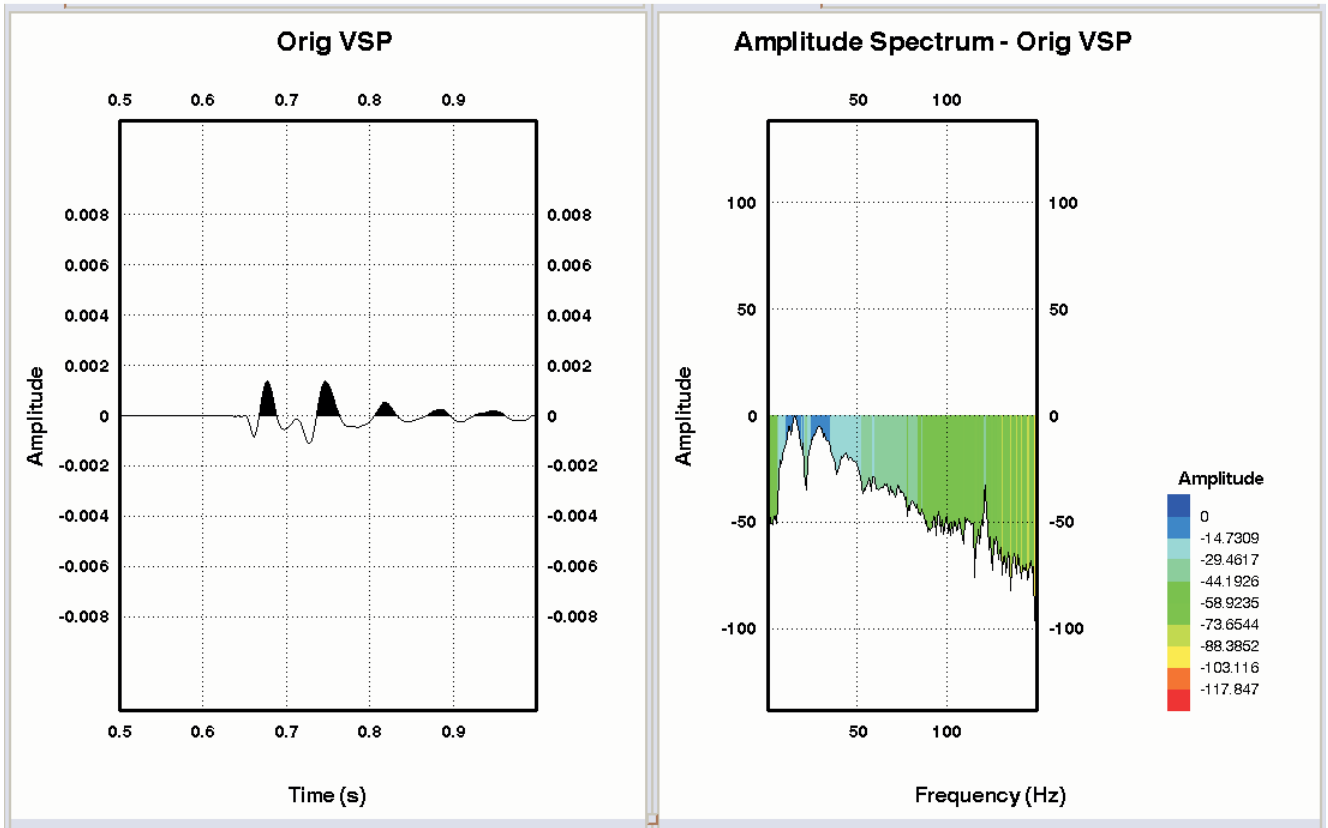 Orig VSP
0.5 0.6 0.7 0.8 0.9
0.008 0.008
0.006 0.006
0.004 0.004
0.002 0.002
0 0
-0.002 -0.002
-0.004 -0.004
-0.006 -0.006
-0.008 -0.008
Amplitude
0.5 0.6 0.7 0.8 0.9
Time (s)
Amplitude Spectrum - Orig VSP
50 100
100 100
50 50
0 0
-50 -50
-100 -100
Amplitude
50 100
Frequency (Hz)
Amplitude
0
-14.7309
-29.4617
-44.1926
-58.9235
-73.6544
-88.3852
-103.116
-117.847